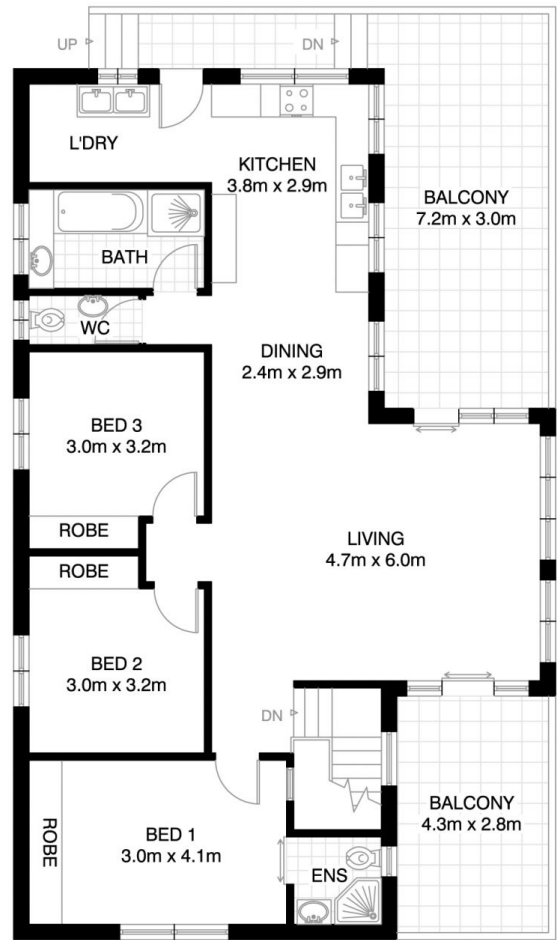 UP
DN
L'DRY
KITCHEN
3.8m x 2.9m
BALCONY
7.2m x 3.0m
BATH
WC
DINING
2.4m x 2.9m
BED 3
3.0m x 3.2m
ROBE
LIVING
4.7m x 6.0m
ROBE
BED 2
3.0m x 3.2m
DN
BALCONY
4.3m x 2.8m
ROBE
BED 1
3.0m x 4.1m
ENS